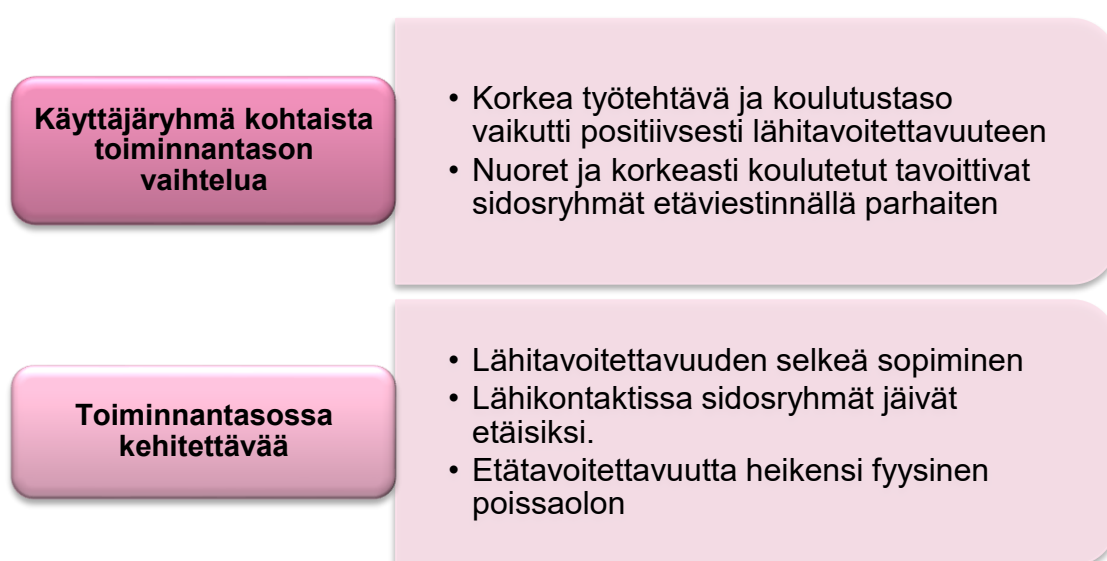 Käyttäjäryhmä kohtaista
toiminnantason
vaihtelua
• Korkea työtehtävä ja koulutustaso
vaikutti positiivsesti lähitavoitettavuuteen
• Nuoret ja korkeasti koulutetut tavoittivat
sidosryhmät etäviestinnällä parhaiten
Toiminnantasossa
kehitettävää
• Lähitavoitettavuuden selkeä sopiminen
• Lähikontaktissa sidosryhmät jäivät
etäisiksi.
• Etätavoitettavuutta heikensi fyysinen
poissaolon